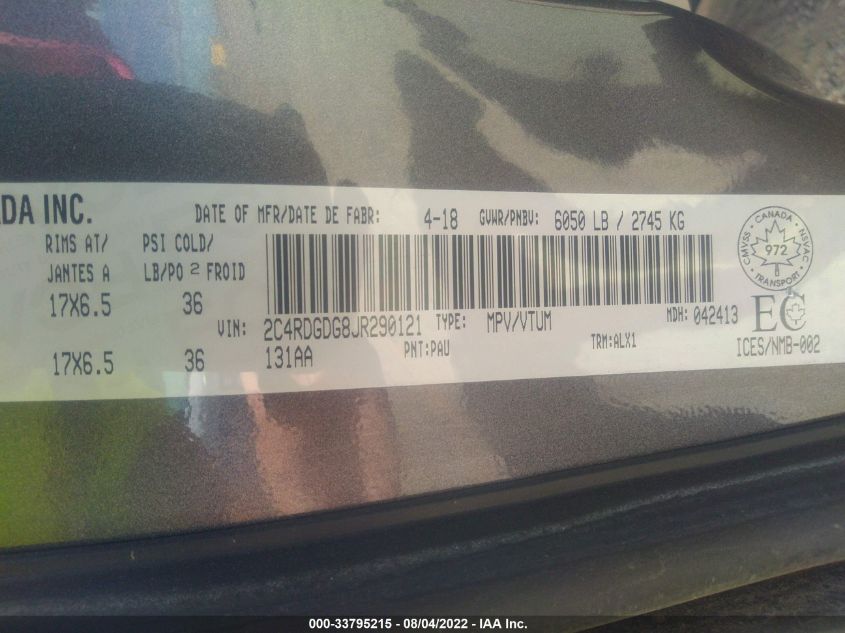 DA INC.
DATE OF MFR/DATE DE FABR: 4-18 GVWR/PNBV: 6050 LB / 2745 KG
RIMS AT/ PSI COLD/
JANTES A LB/PO 2 FROID
17X6.5 36
VIN: 2C4RDGDG8JR290121 TYPE: MPV/VTUM MDH: 042413
17X6.5 36 131AA PNT:PAU TRM:ALX1
CANADA
CMVSS 972 NSVAC
TRANSPORT
EC
ICES/NMB-002
000-33795215 - 08/04/2022 - IAA Inc.